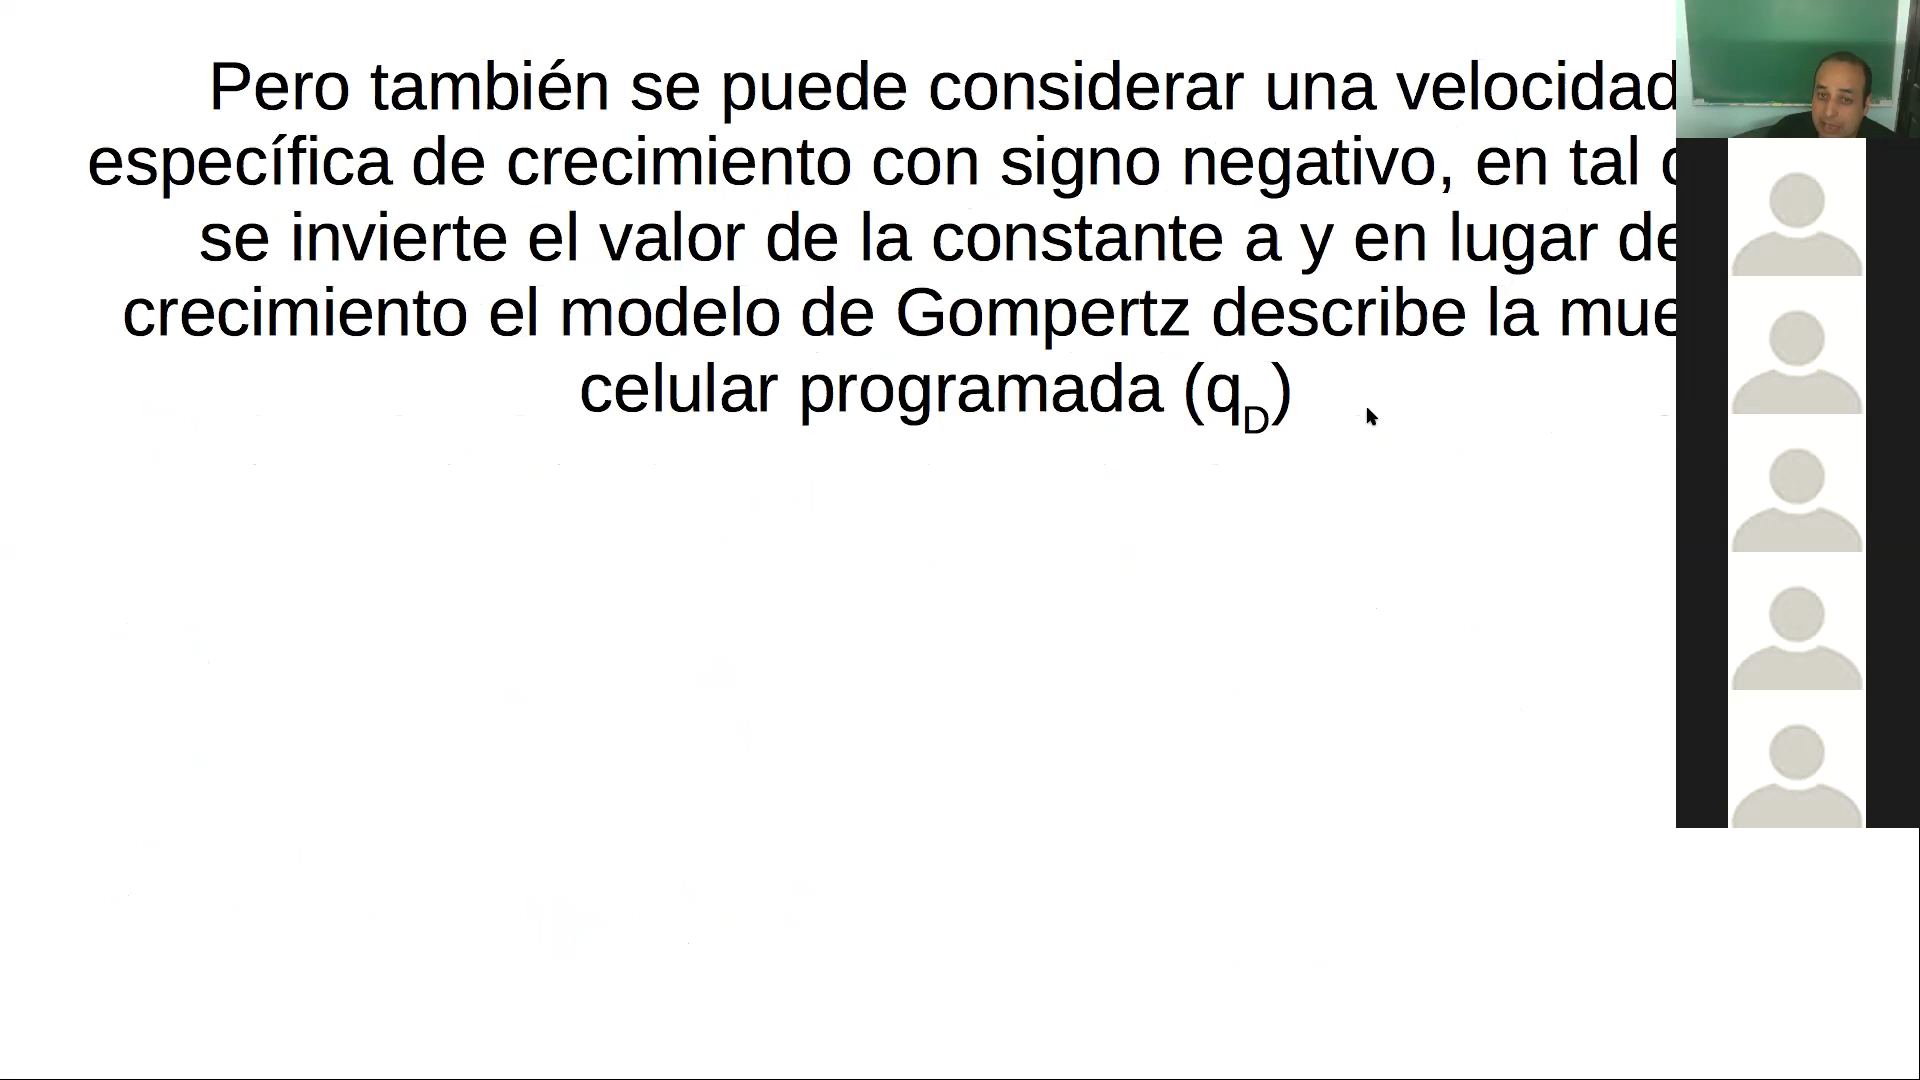 Pero también se puede considerar una velocidad
específica de crecimiento con signo negativo, en tal
se invierte el valor de la constante a y en lugar de
crecimiento el modelo de Gompertz describe la
celular programada (qD)